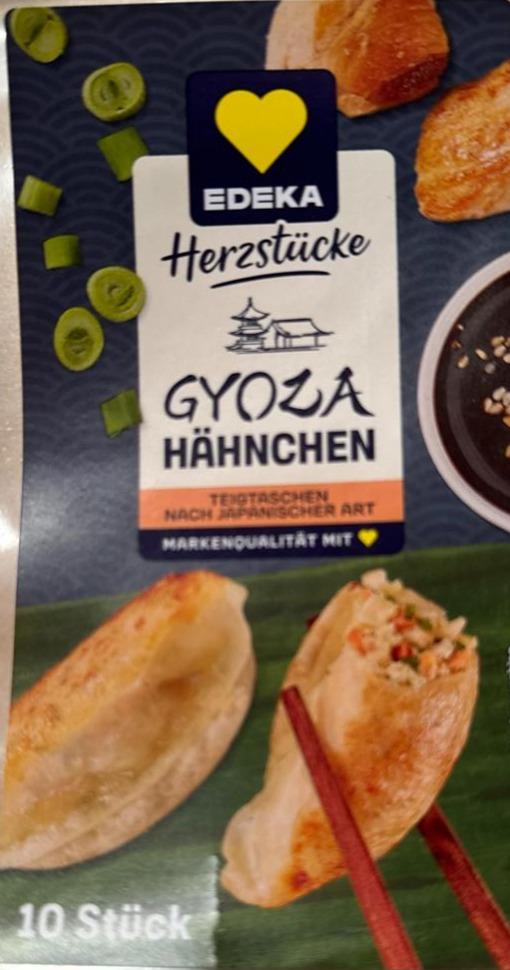 EDEKA
Herzstücke
GYOZA
HÄHNCHEN
TEIGTASCHEN
NACH JAPANISCHER ART
MARKENQUALITÄT MIT
10 Stück